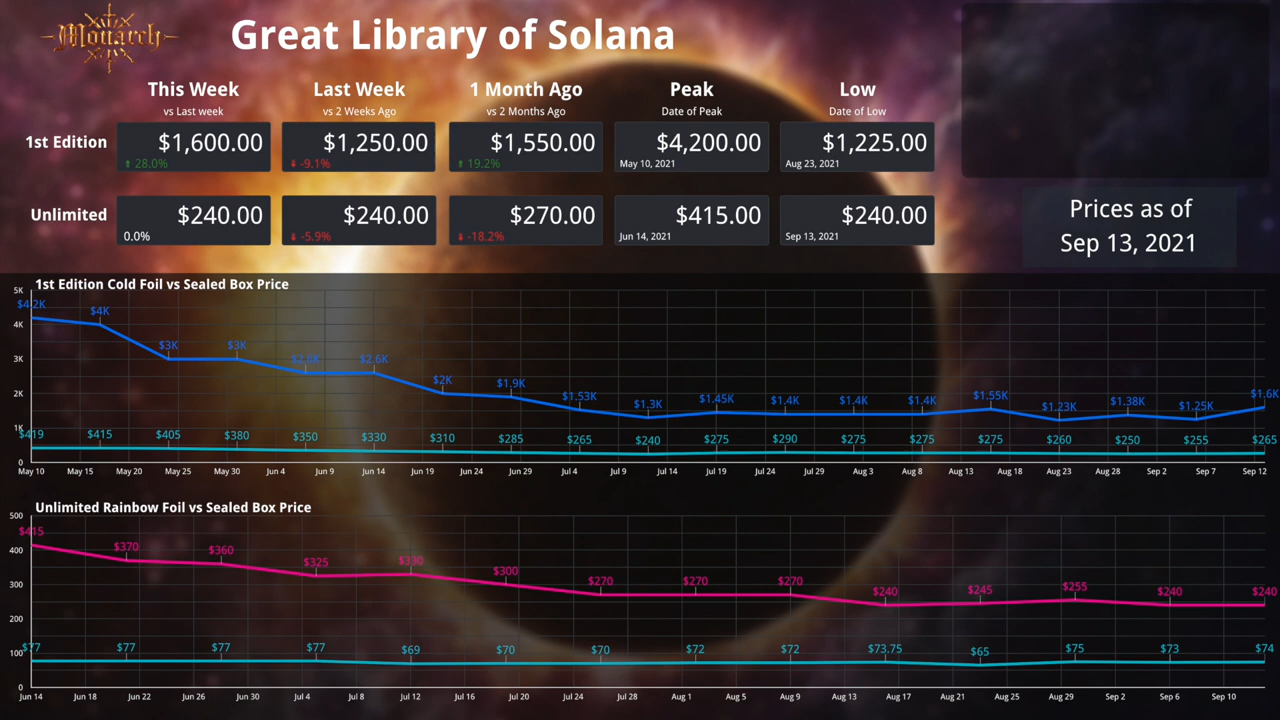 Monarch
Great Library of Solana
This Week
Last Week
1 Month Ago
Peak
Low
vs Last week
vs 2 Weeks Ago
vs 2 Months Ago
Date of Peak
Date of Low
1st Edition
$1,600.00
28.0%
$1,250.00
-9.1%
$1,550.00
19.2%
$4,200.00
May 10, 2021
$1,225.00
Aug 23, 2021
Unlimited
$240.00
0.0%
$240.00
-5.9%
$270.00
-18.2%
$415.00
Jun 14, 2021
$240.00
Sep 13, 2021
Prices as of
Sep 13, 2021
1st Edition Cold Foil vs Sealed Box Price
5K
4K
3K
2K
1K
0
$4.2K $4K $3K $3K $2.6K $2.6K $2K $1.9K $1.53K $1.3K $1.45K $1.4K $1.4K $1.4K $1.55K $1.23K $1.38K $1.25K $1.6K
$419 $415 $405 $380 $350 $330 $310 $285 $265 $240 $275 $290 $275 $275 $275 $260 $250 $255 $265
May 10 May 15 May 20 May 25 May 30 Jun 4 Jun 9 Jun 14 Jun 19 Jun 24 Jun 29 Jul 4 Jul 9 Jul 14 Jul 19 Jul 24 Jul 29 Aug 3 Aug 8 Aug 13 Aug 18 Aug 23 Aug 28 Sep 2 Sep 7 Sep 12
Unlimited Rainbow Foil vs Sealed Box Price
500
400
300
200
100
0
$415 $370 $360 $325 $330 $300 $270 $270 $270 $240 $245 $255 $240 $240
$77 $77 $77 $77 $69 $70 $70 $72 $72 $73.75 $65 $75 $73 $74
Jun 14 Jun 18 Jun 22 Jun 26 Jun 30 Jul 4 Jul 8 Jul 12 Jul 16 Jul 20 Jul 24 Jul 28 Aug 1 Aug 5 Aug 9 Aug 13 Aug 17 Aug 21 Aug 25 Aug 29 Sep 2 Sep 6 Sep 10